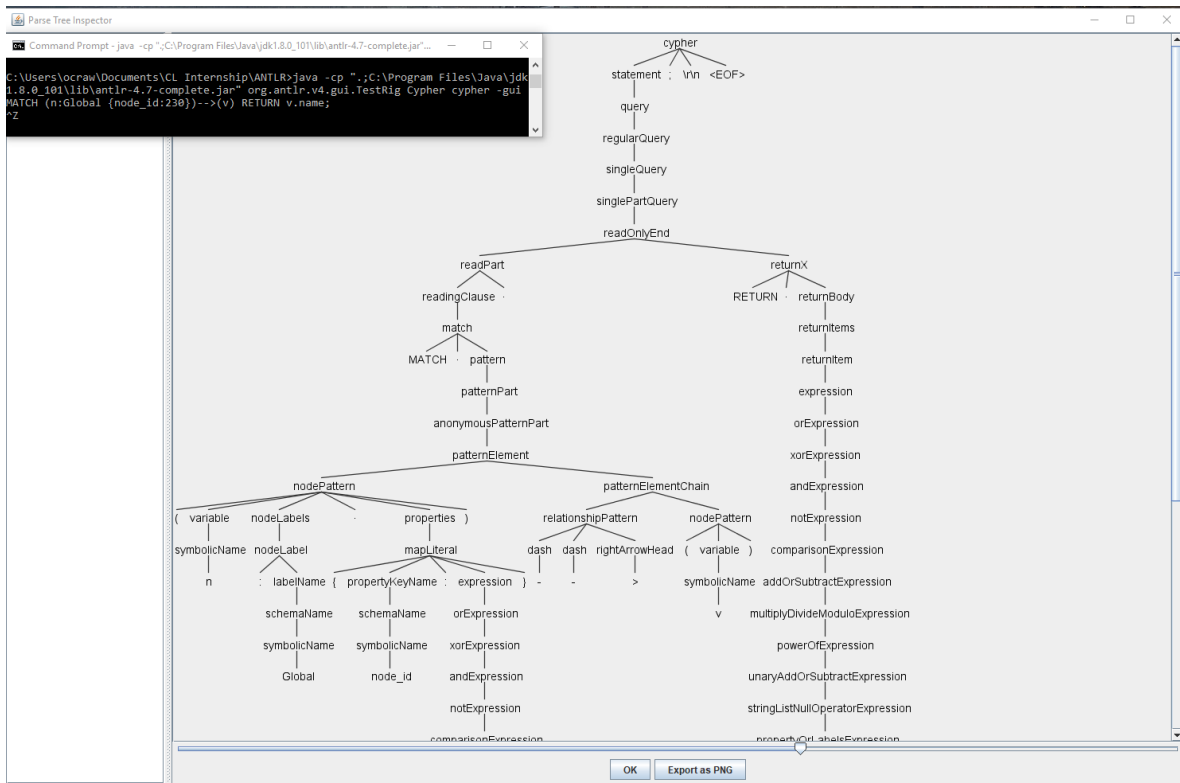 Parse Tree Inspector
Command Prompt - java -cp ".;C:\Program Files\Java\jdk1.8.0_101\lib\antlr-4.7-complete.jar"...
C:\Users\ocraw\Documents\CL Internship\ANTLR>java -cp ".;C:\Program Files\Java\jdk
1.8.0_101\lib\antlr-4.7-complete.jar" org.antlr.v4.gui.TestRig Cypher cypher -gui
MATCH (n:Global {node_id:230})-->(v) RETURN v.name;
^Z
cypher
statement ; \r\n <EOF>
query
regularQuery
singleQuery
singlePartQuery
readOnlyEnd
readPart returnX
readingClause · RETURN · returnBody
match returnItems
MATCH · pattern returnItem
patternPart expression
anonymousPatternPart orExpression
patternElement xorExpression
nodePattern patternElementChain andExpression
( variable nodeLabels · properties ) relationshipPattern nodePattern notExpression
symbolicName nodeLabel mapLiteral dash dash rightArrowHead ( variable ) comparisonExpression
n : labelName { propertyKeyName : expression } - - > symbolicName addOrSubtractExpression
schemaName schemaName orExpression v multiplyDivideModuloExpression
symbolicName symbolicName xorExpression powerOfExpression
Global node_id andExpression unaryAddOrSubtractExpression
notExpression stringListNullOperatorExpression
comparisonExpression propertyOrLabelsExpression
OK Export as PNG